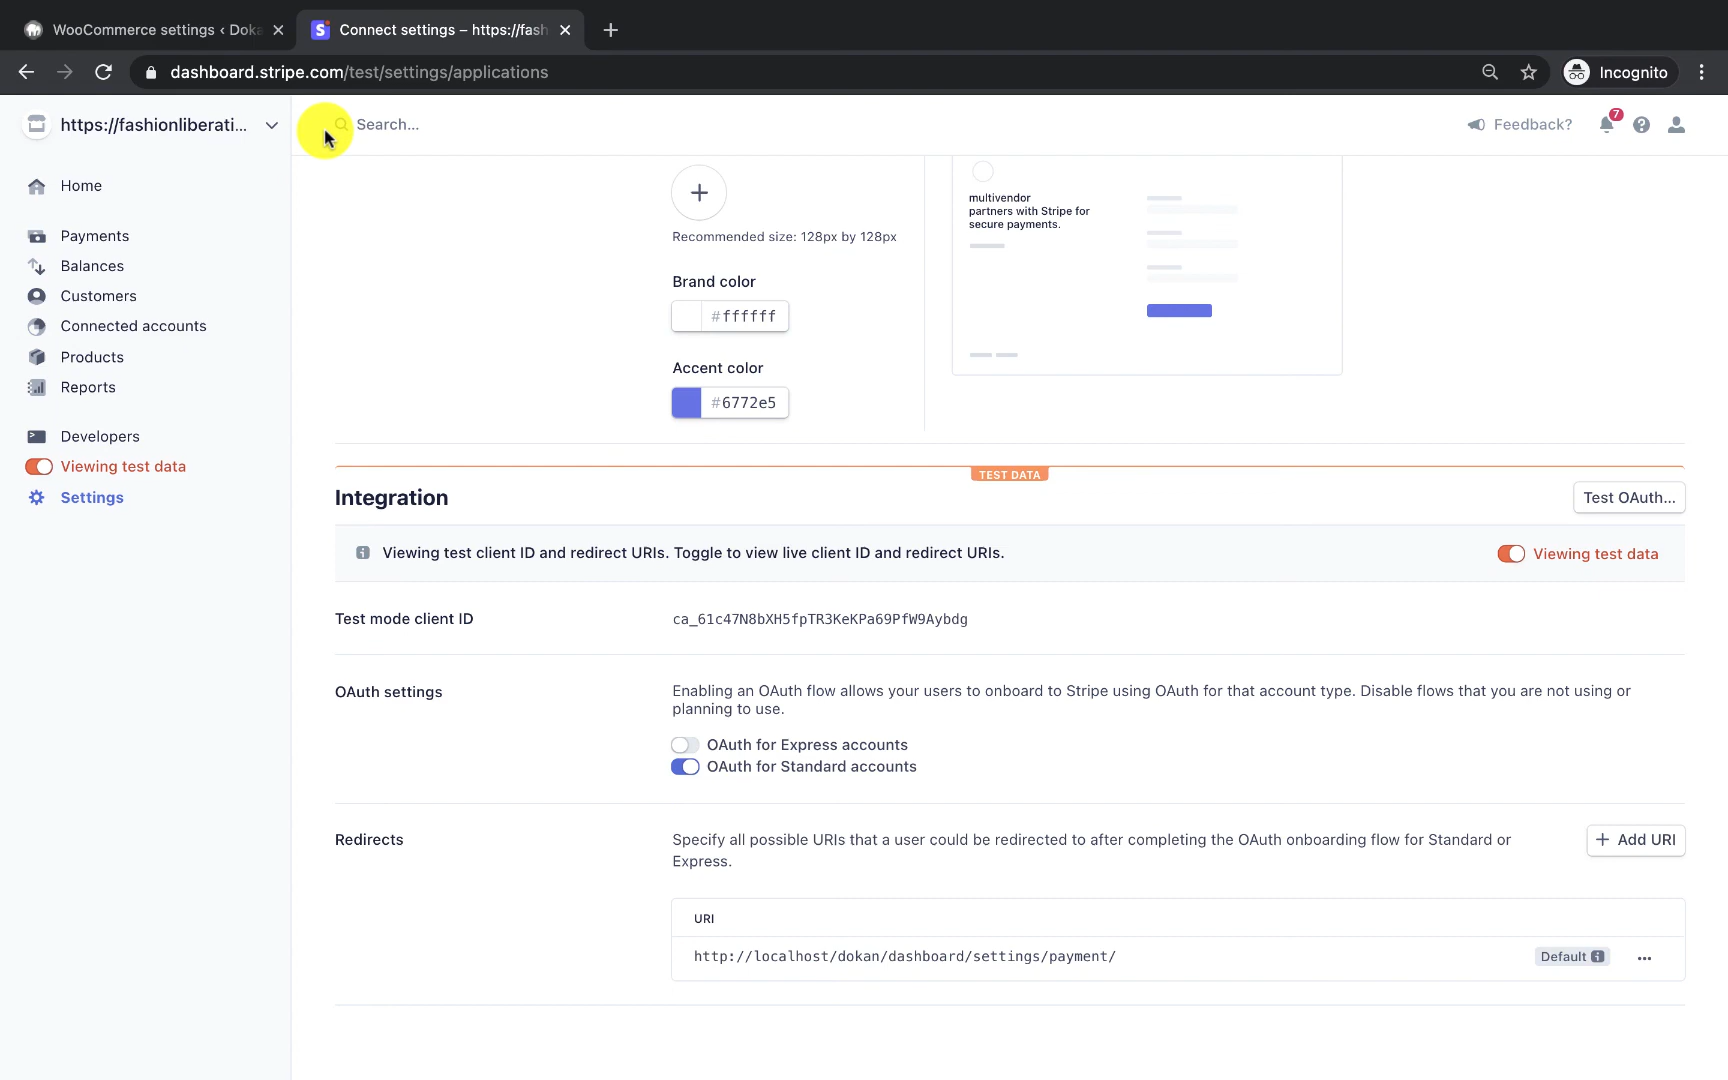 WooCommerce settings ‹ Doka
Connect settings – https://fash
dashboard.stripe.com/test/settings/applications
Incognito
https://fashionliberati...
Search...
Feedback?
7
Home
Payments
Balances
Customers
Connected accounts
Products
Reports
Developers
Viewing test data
Settings
Recommended size: 128px by 128px
Brand color
#ffffff
Accent color
#6772e5
multivendor
partners with Stripe for
secure payments.
TEST DATA
Integration
Test OAuth...
Viewing test client ID and redirect URIs. Toggle to view live client ID and redirect URIs.
Viewing test data
Test mode client ID
ca_61c47N8bXH5fpTR3KeKPa69PfW9Aybdg
OAuth settings
Enabling an OAuth flow allows your users to onboard to Stripe using OAuth for that account type. Disable flows that you are not using or
planning to use.
OAuth for Express accounts
OAuth for Standard accounts
Redirects
Specify all possible URIs that a user could be redirected to after completing the OAuth onboarding flow for Standard or
Express.
+ Add URI
URI
http://localhost/dokan/dashboard/settings/payment/
Default